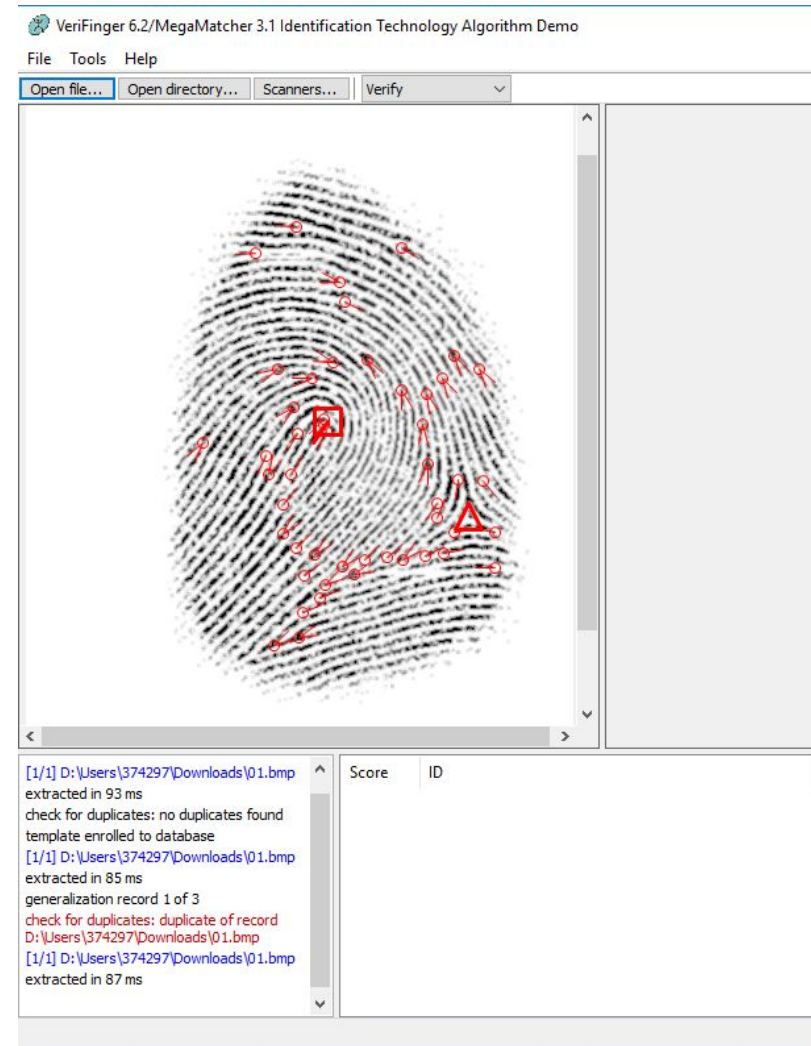 VeriFinger 6.2/MegaMatcher 3.1 Identification Technology Algorithm Demo
File Tools Help
Open file... Open directory... Scanners... Verify
[1/1] D:\Users\374297\Downloads\01.bmp
extracted in 93 ms
check for duplicates: no duplicates found
template enrolled to database
[1/1] D:\Users\374297\Downloads\01.bmp
extracted in 85 ms
generalization record 1 of 3
check for duplicates: duplicate of record
D:\Users\374297\Downloads\01.bmp
[1/1] D:\Users\374297\Downloads\01.bmp
extracted in 87 ms
Score ID